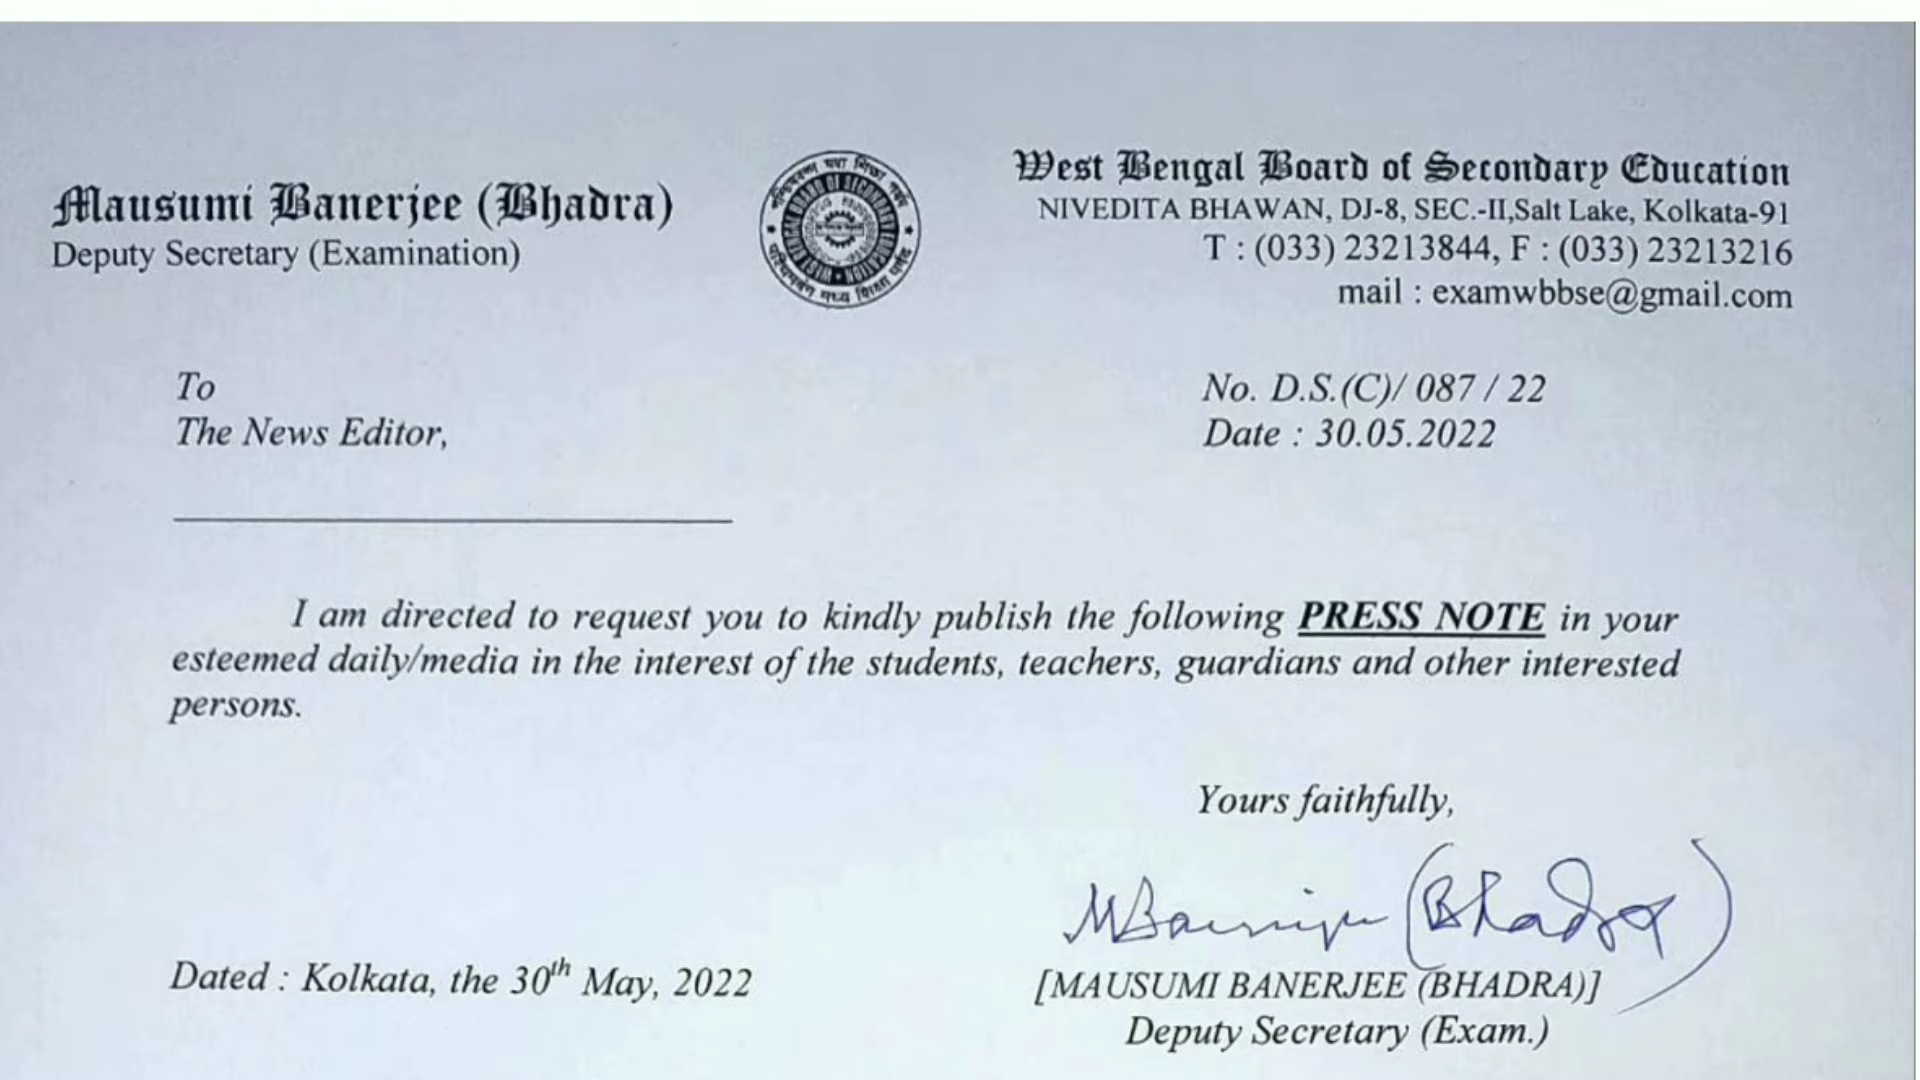 Mausumi Banerjee (Bhadra)
Deputy Secretary (Examination)
West Bengal Board of Secondary Education
NIVEDITA BHAWAN, DJ-8, SEC.-II,Salt Lake, Kolkata-91
T : (033) 23213844, F : (033) 23213216
mail : examwbbse@gmail.com
To
The News Editor,
No. D.S.(C)/ 087 / 22
Date : 30.05.2022
I am directed to request you to kindly publish the following PRESS NOTE in your
esteemed daily/media in the interest of the students, teachers, guardians and other interested
persons.
Yours faithfully,
(Bhadra)
Dated : Kolkata, the 30th May, 2022
[MAUSUMI BANERJEE (BHADRA)]
Deputy Secretary (Exam.)